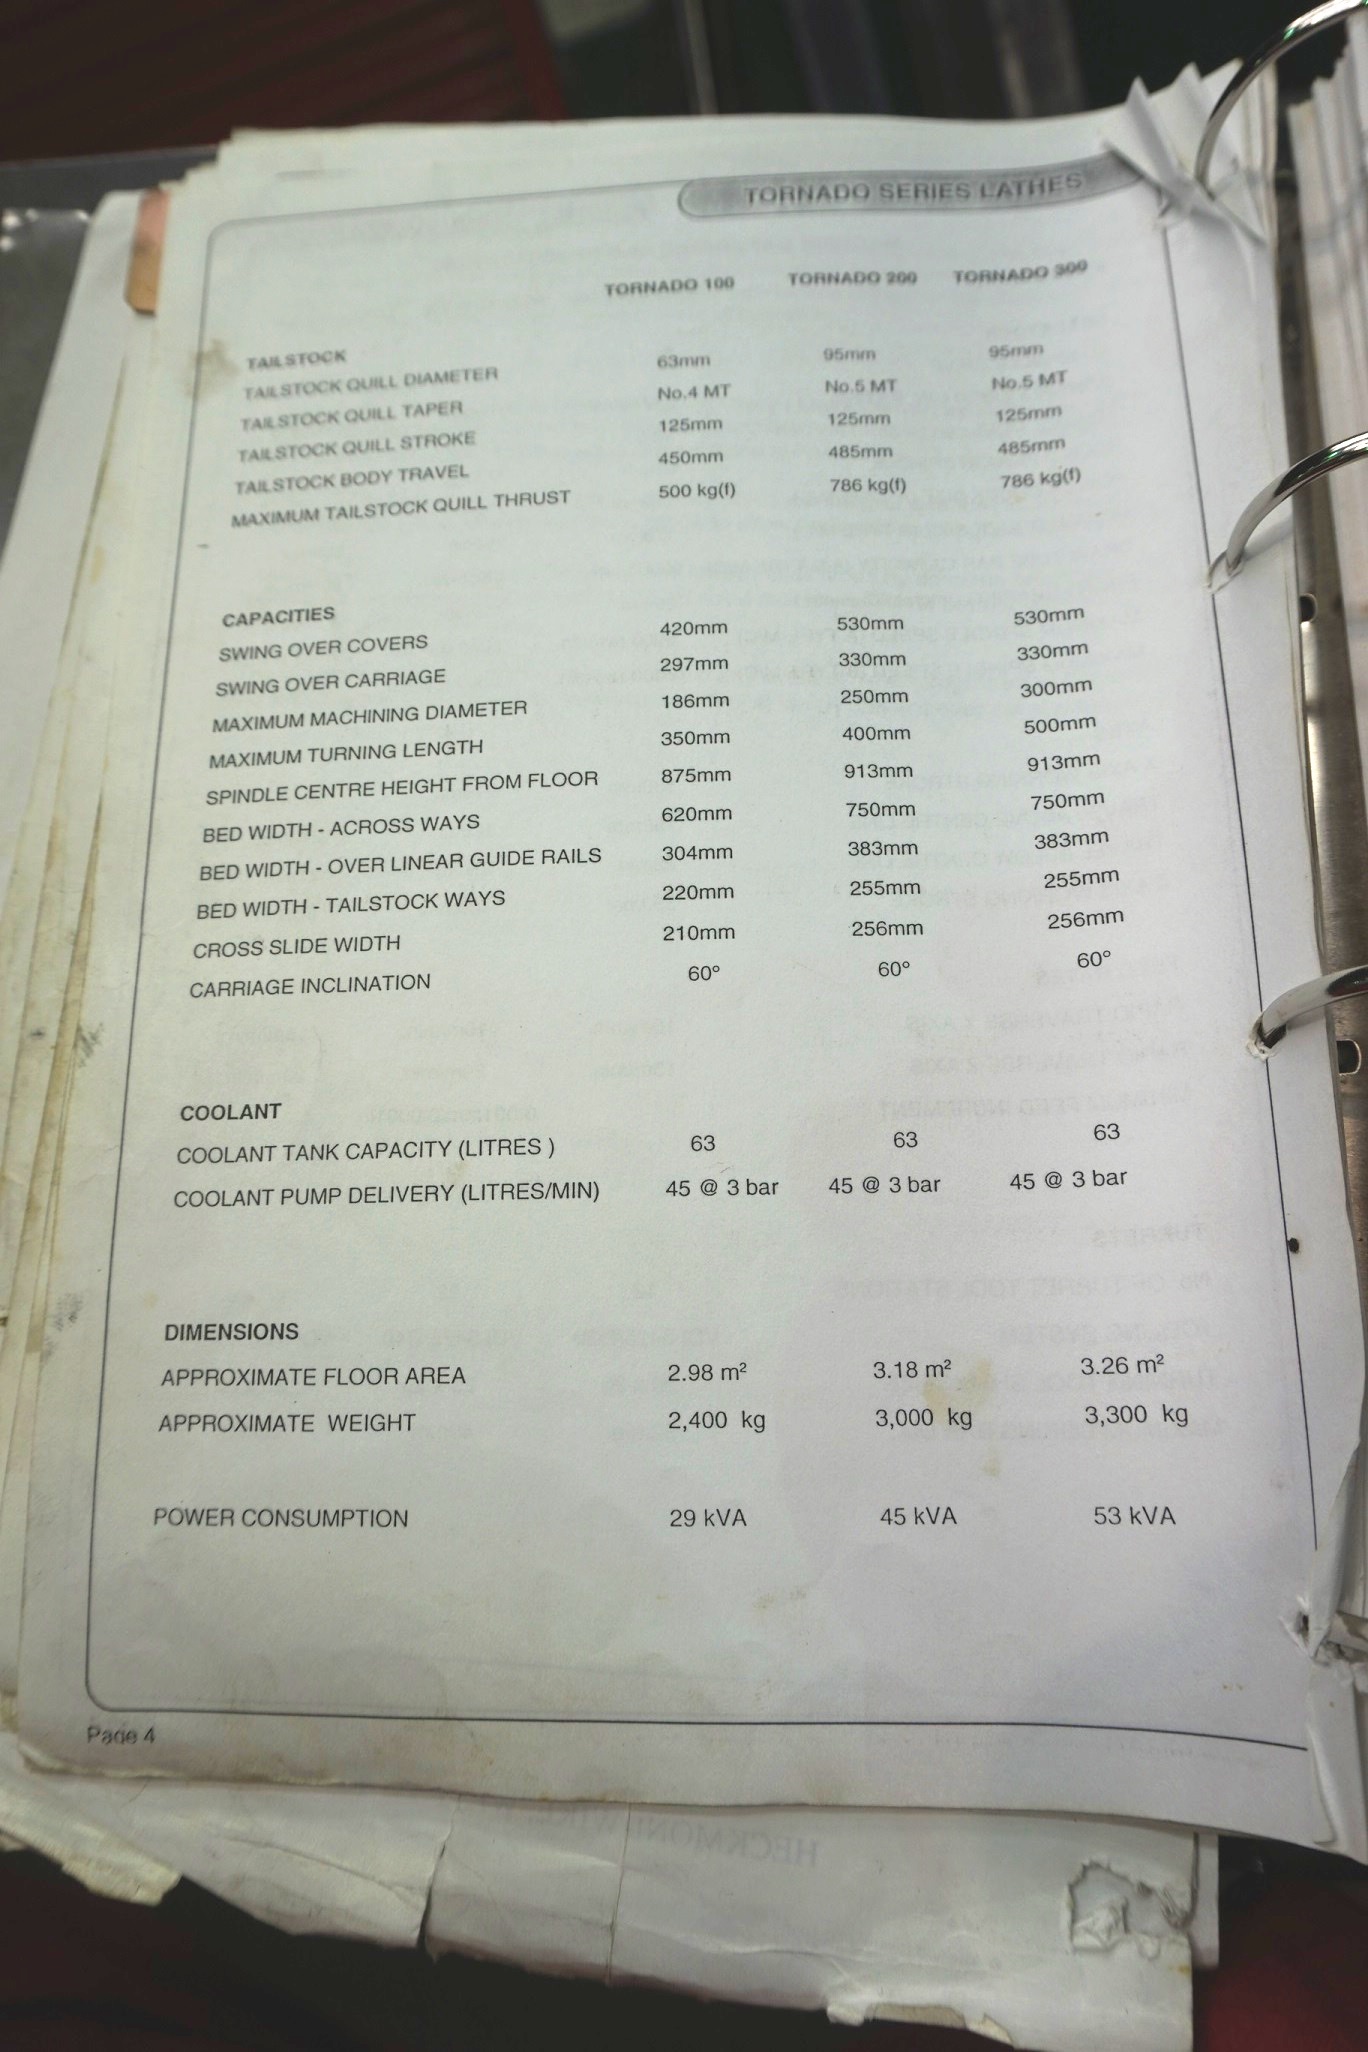 TORNADO SERIES LATHES
TORNADO 100 TORNADO 200 TORNADO 300
TAILSTOCK
TAILSTOCK QUILL DIAMETER 63mm 95mm 95mm
TAILSTOCK QUILL TAPER No.4 MT No.5 MT No.5 MT
TAILSTOCK QUILL STROKE 125mm 125mm 125mm
TAILSTOCK BODY TRAVEL 450mm 485mm 485mm
MAXIMUM TAILSTOCK QUILL THRUST 500 kg(f) 786 kg(f) 786 kg(f)
CAPACITIES
SWING OVER COVERS 420mm 530mm 530mm
SWING OVER CARRIAGE 297mm 330mm 330mm
MAXIMUM MACHINING DIAMETER 186mm 250mm 300mm
MAXIMUM TURNING LENGTH 350mm 400mm 500mm
SPINDLE CENTRE HEIGHT FROM FLOOR 875mm 913mm 913mm
BED WIDTH - ACROSS WAYS 620mm 750mm 750mm
BED WIDTH - OVER LINEAR GUIDE RAILS 304mm 383mm 383mm
BED WIDTH - TAILSTOCK WAYS 220mm 255mm 255mm
CROSS SLIDE WIDTH 210mm 256mm 256mm
CARRIAGE INCLINATION 60° 60° 60°
COOLANT
COOLANT TANK CAPACITY (LITRES ) 63 63 63
COOLANT PUMP DELIVERY (LITRES/MIN) 45 @ 3 bar 45 @ 3 bar 45 @ 3 bar
DIMENSIONS
APPROXIMATE FLOOR AREA 2.98 m² 3.18 m² 3.26 m²
APPROXIMATE WEIGHT 2,400 kg 3,000 kg 3,300 kg
POWER CONSUMPTION 29 kVA 45 kVA 53 kVA
Page 4